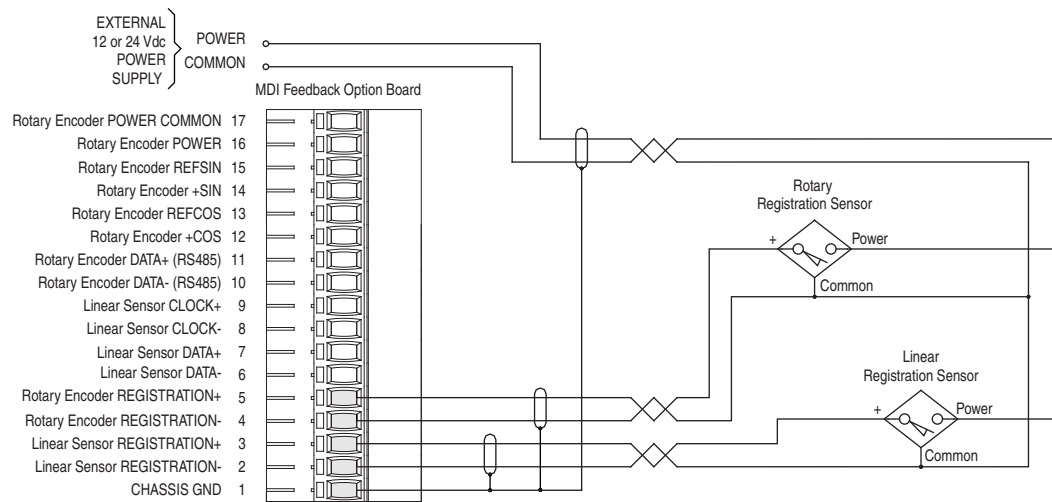 EXTERNAL
12 or 24 Vdc
POWER
SUPPLY
POWER
COMMON
MDI Feedback Option Board
Rotary Encoder POWER COMMON 17
Rotary Encoder POWER 16
Rotary Encoder REFSIN 15
Rotary Encoder +SIN 14
Rotary Encoder REFCOS 13
Rotary Encoder +COS 12
Rotary Encoder DATA+ (RS485) 11
Rotary Encoder DATA- (RS485) 10
Linear Sensor CLOCK+ 9
Linear Sensor CLOCK- 8
Linear Sensor DATA+ 7
Linear Sensor DATA- 6
Rotary Encoder REGISTRATION+ 5
Rotary Encoder REGISTRATION- 4
Linear Sensor REGISTRATION+ 3
Linear Sensor REGISTRATION- 2
CHASSIS GND 1
Rotary
Registration Sensor
+
Power
Common
Linear
Registration Sensor
+
Power
Common